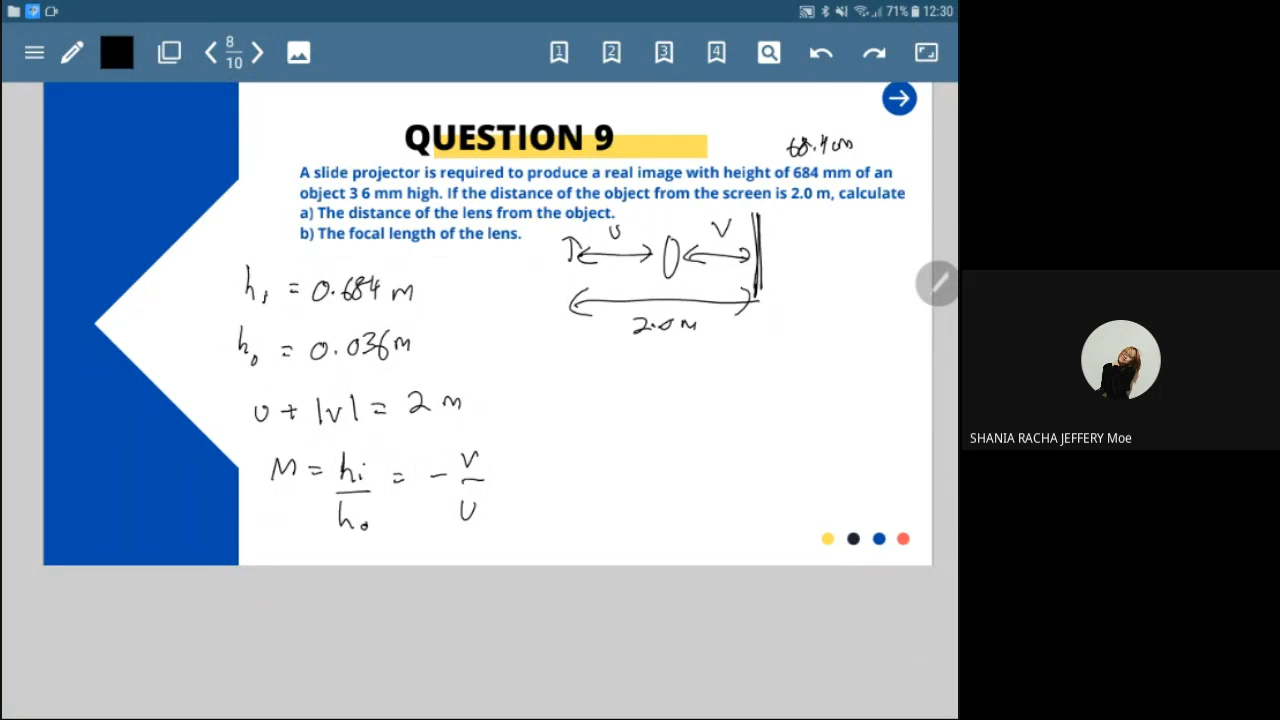 71% 12:30
8
10
1 2 3 4
QUESTION 9
68.4 cm
A slide projector is required to produce a real image with height of 684 mm of an
object 3 6 mm high. If the distance of the object from the screen is 2.0 m, calculate
a) The distance of the lens from the object.
b) The focal length of the lens.
u v
2.0 m
= 0.684 m
h₀ = 0.036 m
u + |v| = 2 m
M = hi/h₀ = - v/u
SHANIA RACHA JEFFERY Moe